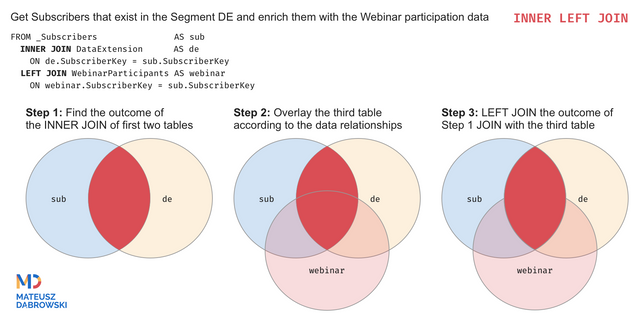 Get Subscribers that exist in the Segment DE and enrich them with the Webinar participation data
INNER LEFT JOIN
FROM _Subscribers AS sub
INNER JOIN DataExtension AS de
ON de.SubscriberKey = sub.SubscriberKey
LEFT JOIN WebinarParticipants AS webinar
ON webinar.SubscriberKey = sub.SubscriberKey
Step 1: Find the outcome of
the INNER JOIN of first two tables
Step 2: Overlay the third table
according to the data relationships
Step 3: LEFT JOIN the outcome of
Step 1 JOIN with the third table
sub
de
sub
de
webinar
sub
de
webinar
MD
MATEUSZ
DĄBROWSKI